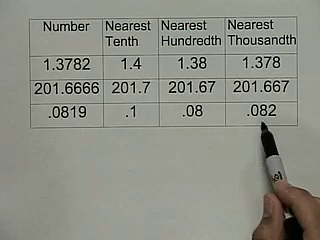 Number Nearest Tenth Nearest Hundredth Nearest Thousandth
1.3782 1.4 1.38 1.378
201.6666 201.7 201.67 201.667
.0819 .1 .08 .082